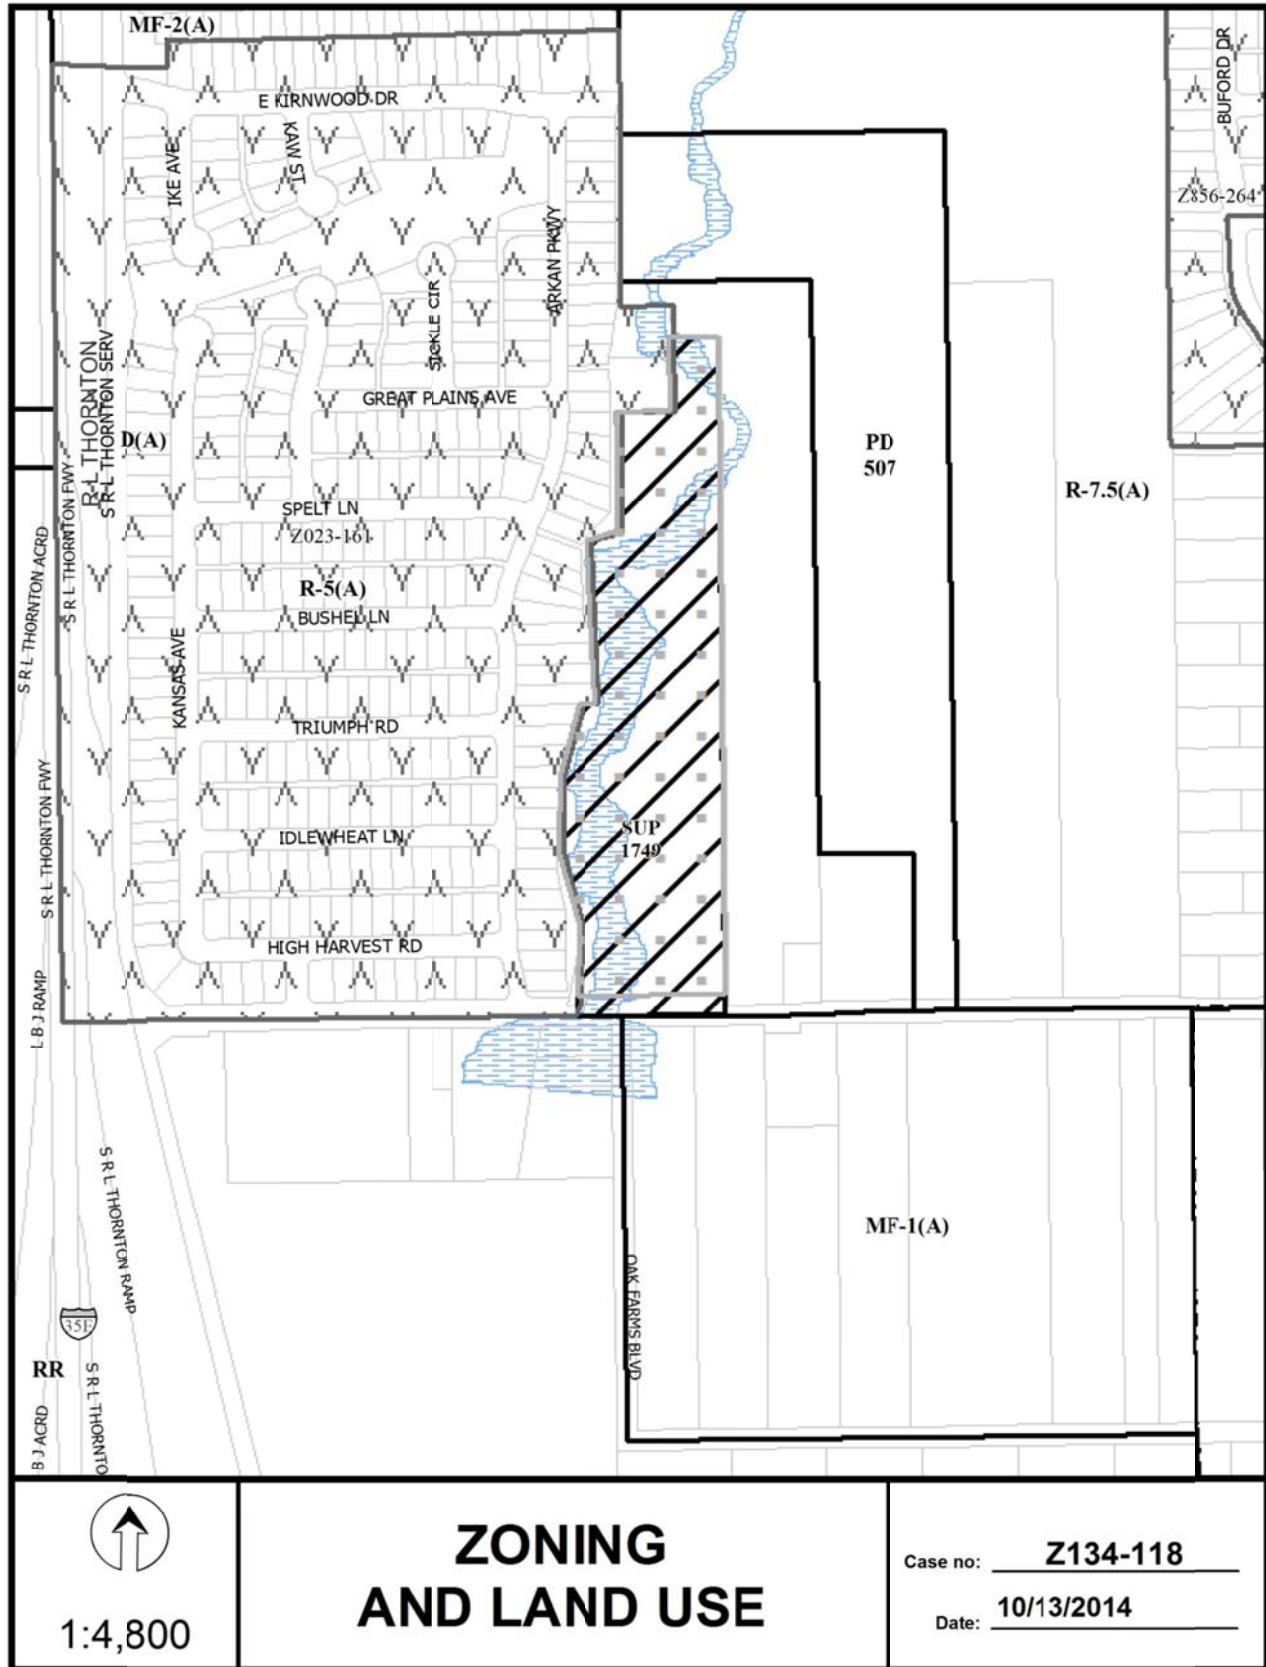 MF-2(A)
E KIRNWOOD DR
BUFORD DR
KAW ST
IKE AVE
Z856-264
ARKAN PKWY
SICKLE CIR
R L THORNTON
S R L THORNTON SERV
GREAT PLAINS AVE
D(A)
PD
507
R-7.5(A)
S R L THORNTON FWY
SPELT LN
Z023-161
S R L THORNTON ACRD
R-5(A)
BUSHEL LN
KANSAS AVE
TRIUMPH RD
S R L THORNTON FWY
IDLEWHEAT LN
SUP
1749
HIGH HARVEST RD
L B J RAMP
S R L THORNTON RAMP
MF-1(A)
OAK FARMS BLVD
35E
RR
S R L THORNTO
B J ACRD
1:4,800
ZONING
AND LAND USE
Case no: Z134-118
Date: 10/13/2014